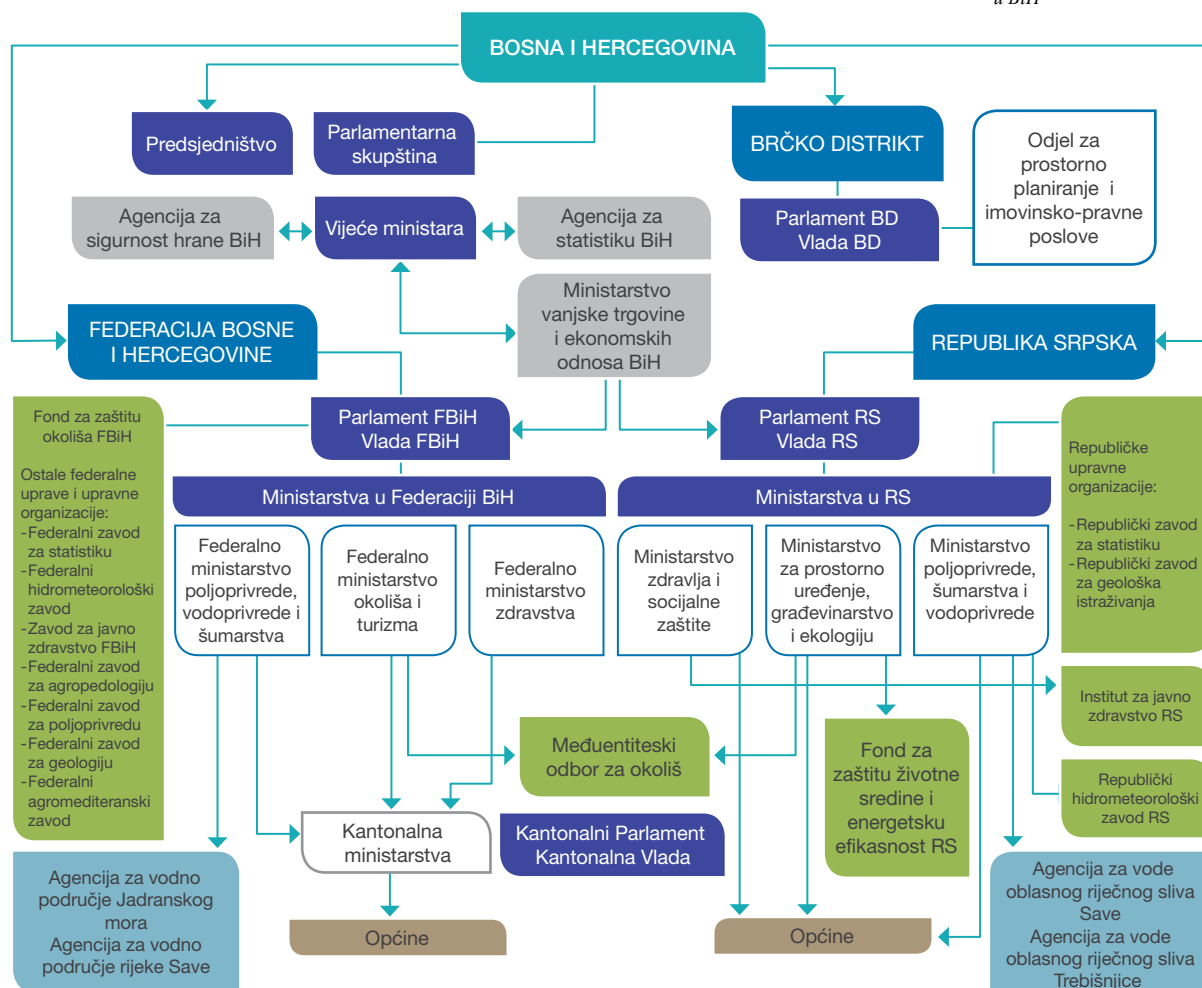 u BiH
BOSNA I HERCEGOVINA
Predsjedništvo
Parlamentarna
skupština
BRČKO DISTRIKT
Odjel za
prostorno
planiranje i
imovinsko-pravne
poslove
Agencija za
sigurnost hrane BiH
Vijeće ministara
Agencija za
statistiku BiH
Parlament BD
Vlada BD
Ministarstvo
vanjske trgovine
i ekonomskih
odnosa BiH
FEDERACIJA BOSNE
I HERCEGOVINE
REPUBLIKA SRPSKA
Fond za zaštitu
okoliša FBiH
Ostale federalne
uprave i upravne
organizacije:
-Federalni zavod
za statistiku
-Federalni
hidrometeorološki
zavod
-Zavod za javno
zdravstvo FBiH
-Federalni zavod
za agropedologiju
-Federalni zavod
za poljoprivredu
-Federalni zavod
za geologiju
-Federalni
agromediteranski
zavod
Parlament FBiH
Vlada FBiH
Parlament RS
Vlada RS
Republičke
upravne
organizacije:
-Republički zavod
za statistiku
-Republički zavod
za geološka
istraživanja
Ministarstva u Federaciji BiH
Ministarstva u RS
Federalno
ministarstvo
poljoprivrede,
vodoprivrede i
šumarstva
Federalno
ministarstvo
okoliša i
turizma
Federalno
ministarstvo
zdravstva
Ministarstvo
zdravlja i
socijalne
zaštite
Ministarstvo
za prostorno
uređenje,
građevinarstvo
i ekologiju
Ministarstvo
poljoprivrede,
šumarstva i
vodoprivrede
Institut za javno
zdravstvo RS
Međuentiteski
odbor za okoliš
Fond za
zaštitu životne
sredine i
energetsku
efikasnost RS
Republički
hidrometeorološki
zavod RS
Kantonalna
ministarstva
Kantonalni Parlament
Kantonalna Vlada
Agencija za vodno
područje Jadranskog
mora
Agencija za vodno
područje rijeke Save
Općine
Općine
Agencija za vode
oblasnog riječnog sliva
Save
Agencija za vode
oblasnog riječnog sliva
Trebišnjice